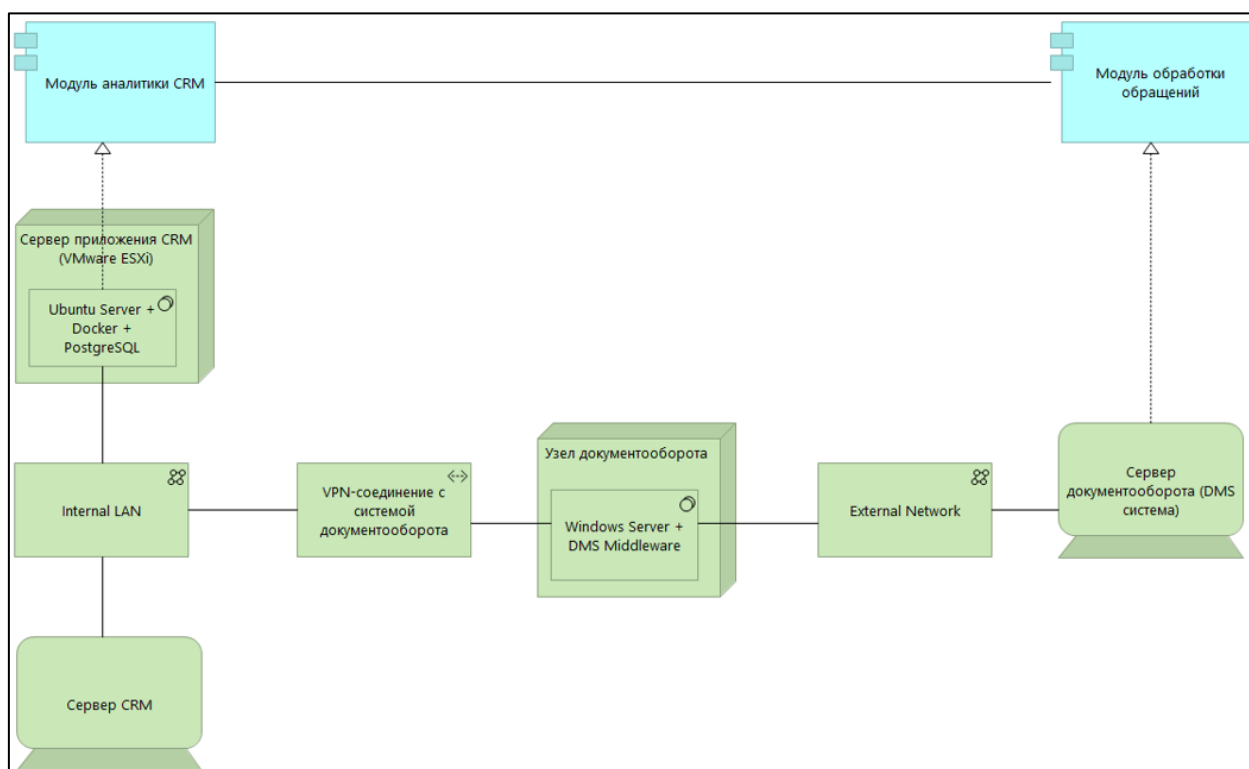 Модуль аналитики CRM
Модуль обработки
обращений
Сервер приложения CRM
(VMware ESXi)
Ubuntu Server +
Docker +
PostgreSQL
Internal LAN
VPN-соединение с
системой
документооборота
Узел документооборота
Windows Server +
DMS Middleware
External Network
Сервер
документооборота (DMS
система)
Сервер CRM